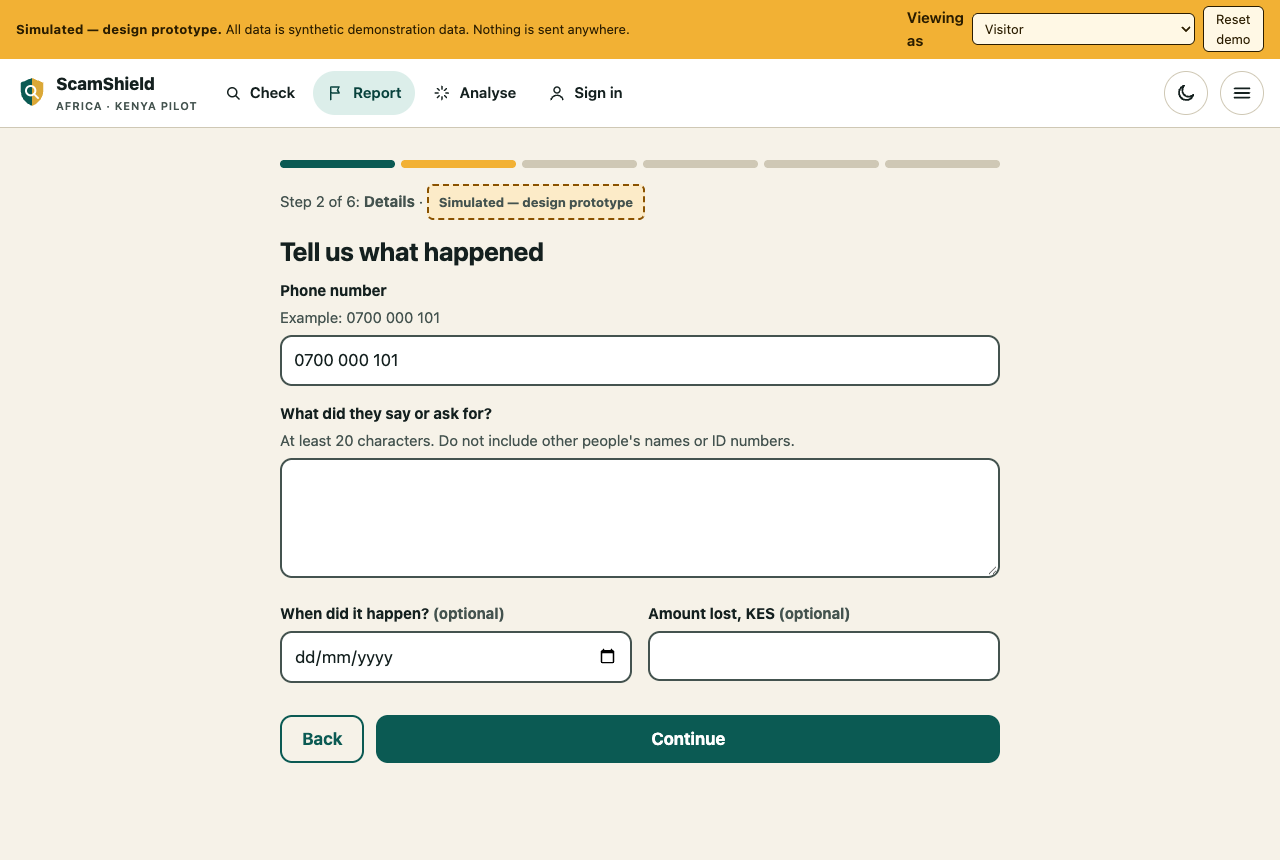 Simulated — design prototype. All data is synthetic demonstration data. Nothing is sent anywhere.
Viewing as
Visitor
Reset demo
ScamShield
AFRICA · KENYA PILOT
Check
Report
Analyse
Sign in
Step 2 of 6: Details · Simulated — design prototype
Tell us what happened
Phone number
Example: 0700 000 101
0700 000 101
What did they say or ask for?
At least 20 characters. Do not include other people's names or ID numbers.
When did it happen? (optional)
Amount lost, KES (optional)
dd/mm/yyyy
Back
Continue